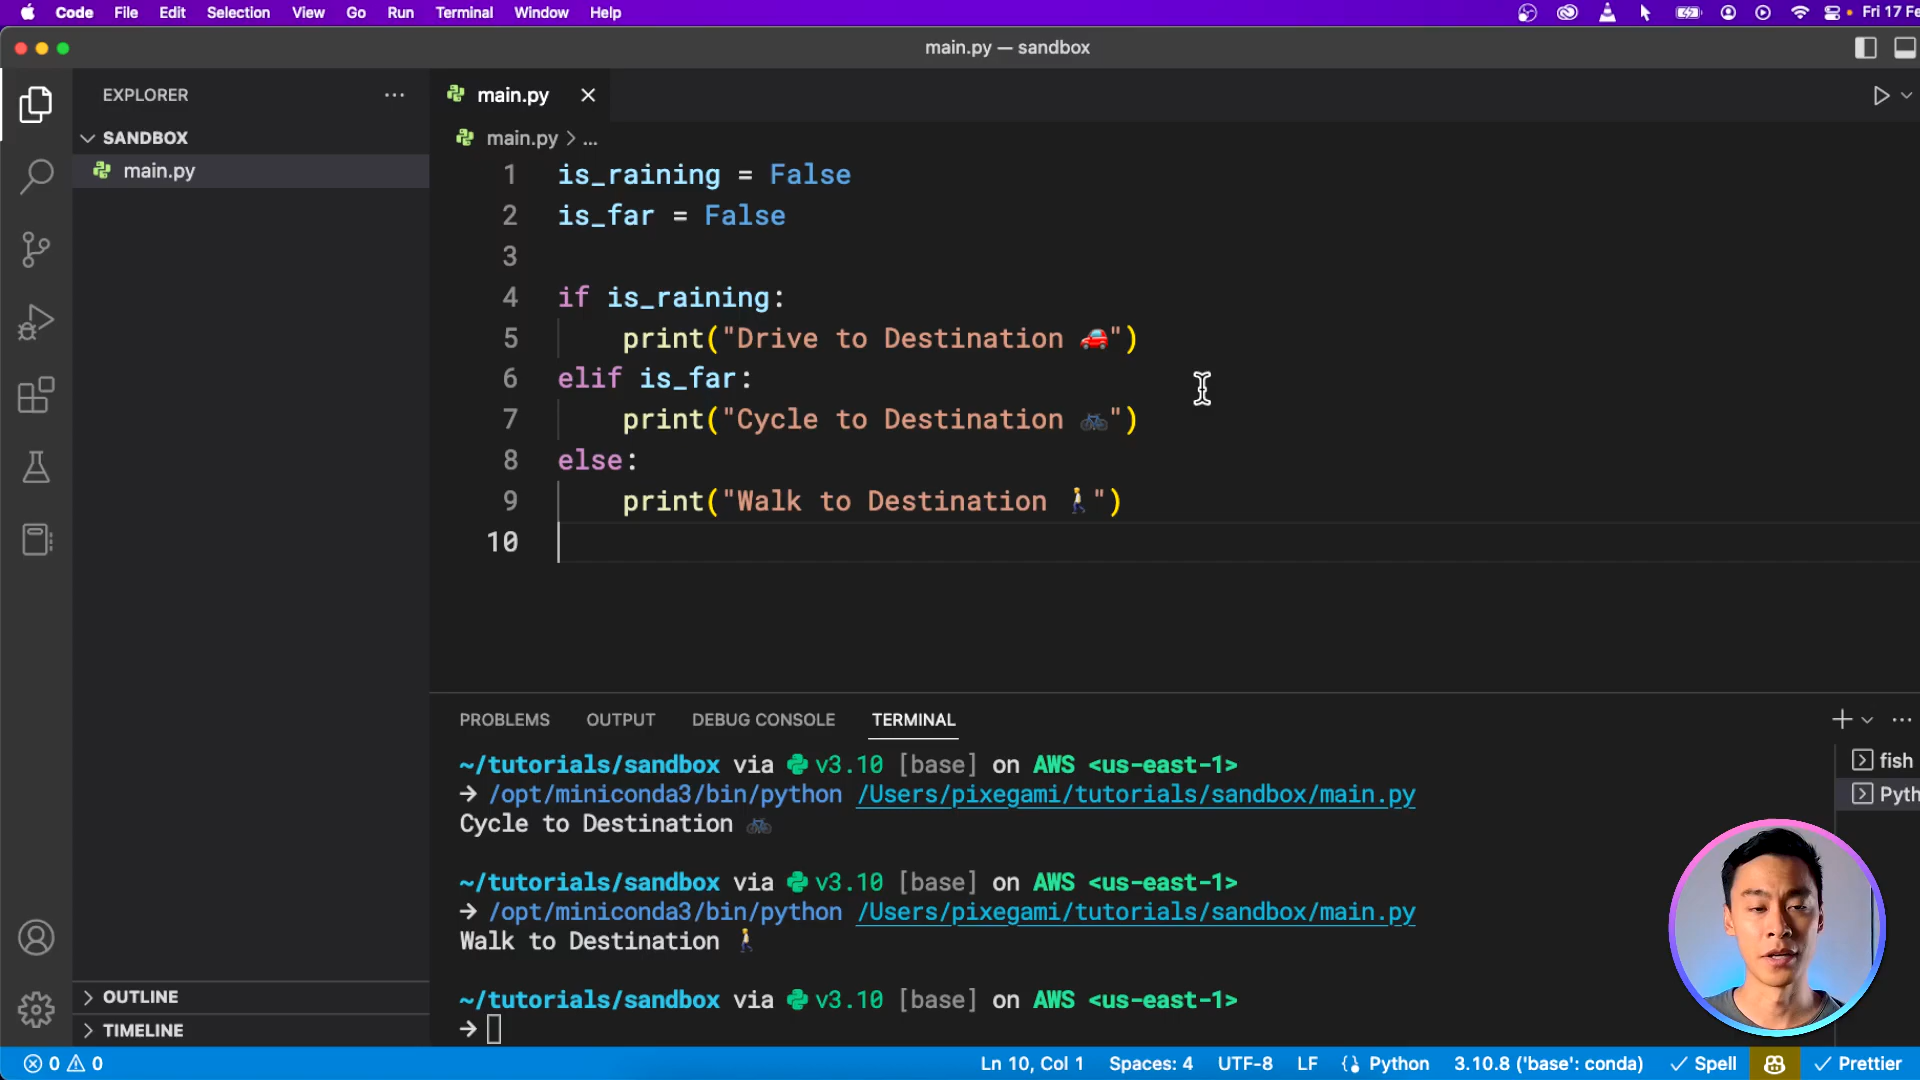 Code File Edit Selection View Go Run Terminal Window Help Fri 17 Fe
main.py — sandbox
EXPLORER ···
main.py
SANDBOX
main.py
main.py > ...
1 is_raining = False
2 is_far = False
3
4 if is_raining:
5 print("Drive to Destination 🚗")
6 elif is_far:
7 print("Cycle to Destination 🚲")
8 else:
9 print("Walk to Destination 🚶")
10
PROBLEMS OUTPUT DEBUG CONSOLE TERMINAL
~/tutorials/sandbox via v3.10 [base] on AWS <us-east-1>
→ /opt/miniconda3/bin/python /Users/pixegami/tutorials/sandbox/main.py
Cycle to Destination 🚲
~/tutorials/sandbox via v3.10 [base] on AWS <us-east-1>
→ /opt/miniconda3/bin/python /Users/pixegami/tutorials/sandbox/main.py
Walk to Destination 🚶
~/tutorials/sandbox via v3.10 [base] on AWS <us-east-1>
→
fish
Pyth
OUTLINE
TIMELINE
0 0 Ln 10, Col 1 Spaces: 4 UTF-8 LF Python 3.10.8 ('base': conda) Spell Prettier